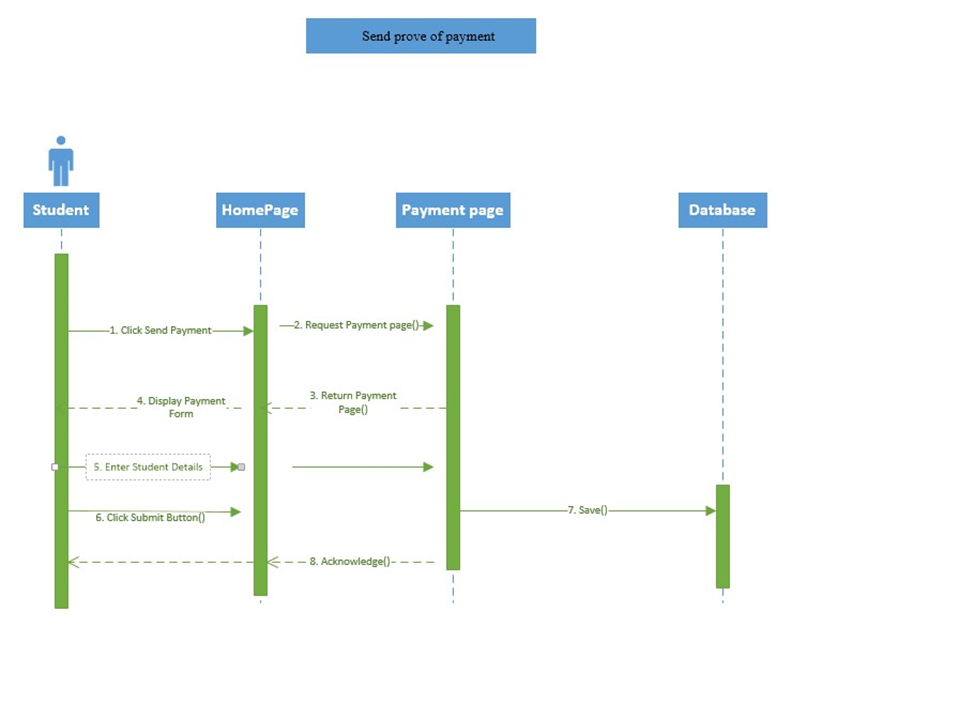 Send prove of payment
Student
HomePage
Payment page
Database
1. Click Send Payment
2. Request Payment page()
3. Return Payment
Page()
4. Display Payment
Form
5. Enter Student Details
6. Click Submit Button()
7. Save()
8. Acknowledge()